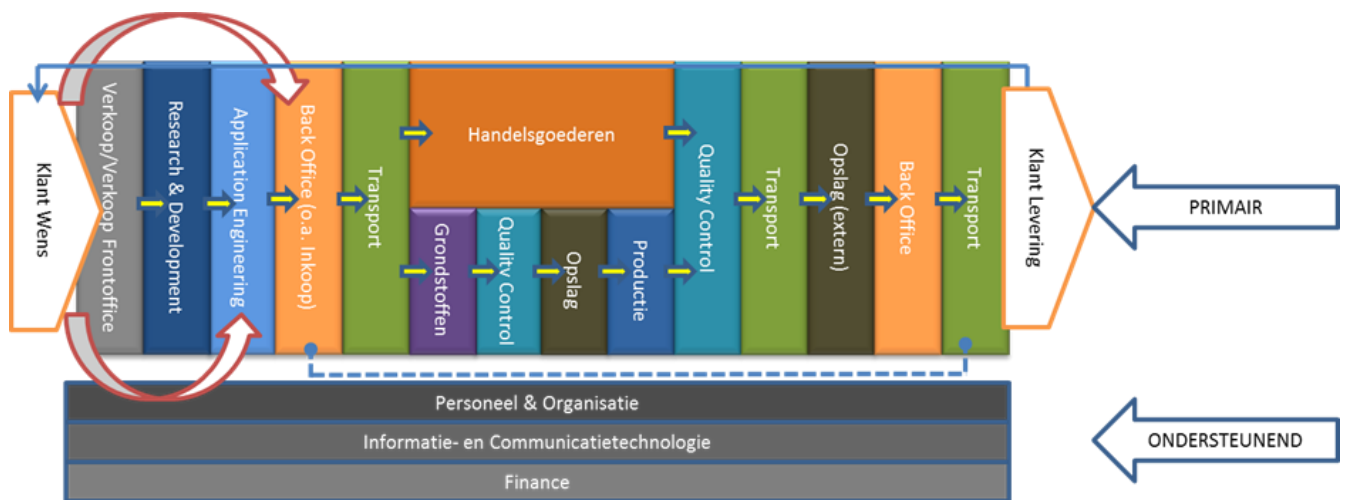 Klant Wens
Verkoop/Verkoop Frontoffice
Research & Development
Application Engineering
Back Office (o.a. Inkoop)
Transport
Handelsgoederen
Grondstoffen
Quality Control
Opslag
Productie
Quality Control
Transport
Opslag (extern)
Back Office
Transport
Klant Levering
PRIMAIR
Personeel & Organisatie
Informatie- en Communicatietechnologie
Finance
ONDERSTEUNEND